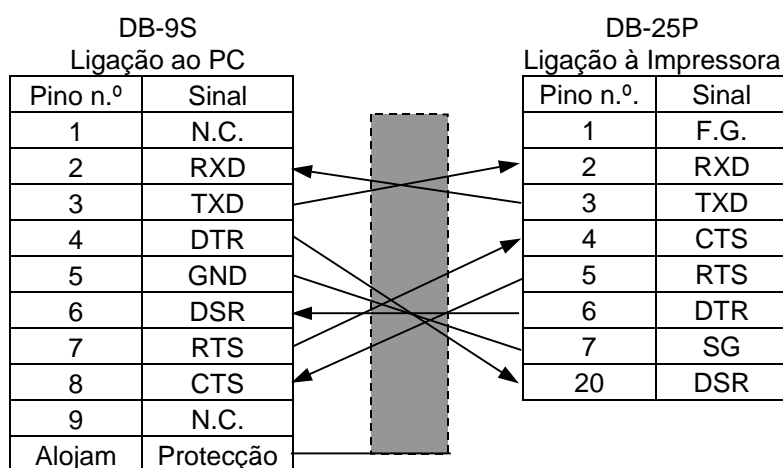 DB-9S
Ligação ao PC
Pino n.º Sinal
1 N.C.
2 RXD
3 TXD
4 DTR
5 GND
6 DSR
7 RTS
8 CTS
9 N.C.
Alojam Protecção
DB-25P
Ligação à Impressora
Pino n.º. Sinal
1 F.G.
2 RXD
3 TXD
4 CTS
5 RTS
6 DTR
7 SG
20 DSR